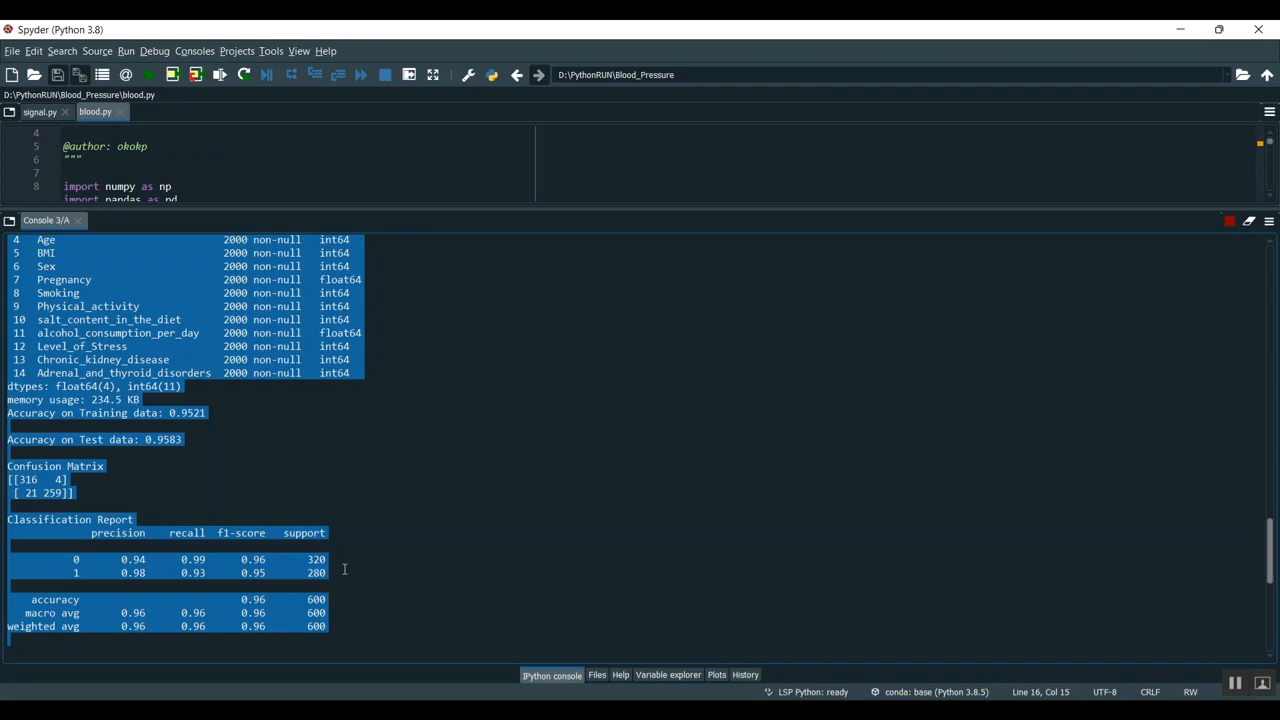 Spyder (Python 3.8)
File Edit Search Source Run Debug Consoles Projects Tools View Help
D:\PythonRUN\Blood_Pressure
D:\PythonRUN\Blood_Pressure\blood.py
signal.py blood.py
4
5 @author: okokp
6 """
7
8 import numpy as np
import pandas as pd
Console 3/A
4 Age 2000 non-null int64
5 BMI 2000 non-null int64
6 Sex 2000 non-null int64
7 Pregnancy 2000 non-null float64
8 Smoking 2000 non-null int64
9 Physical_activity 2000 non-null int64
10 salt_content_in_the_diet 2000 non-null int64
11 alcohol_consumption_per_day 2000 non-null float64
12 Level_of_Stress 2000 non-null int64
13 Chronic_kidney_disease 2000 non-null int64
14 Adrenal_and_thyroid_disorders 2000 non-null int64
dtypes: float64(4), int64(11)
memory usage: 234.5 KB
Accuracy on Training data: 0.9521
Accuracy on Test data: 0.9583
Confusion Matrix
[[316 4]
[ 21 259]]
Classification Report
precision recall f1-score support
0 0.94 0.99 0.96 320
1 0.98 0.93 0.95 280
accuracy 0.96 600
macro avg 0.96 0.96 0.96 600
weighted avg 0.96 0.96 0.96 600
IPython console Files Help Variable explorer Plots History
LSP Python: ready conda: base (Python 3.8.5) Line 16, Col 15 UTF-8 CRLF RW